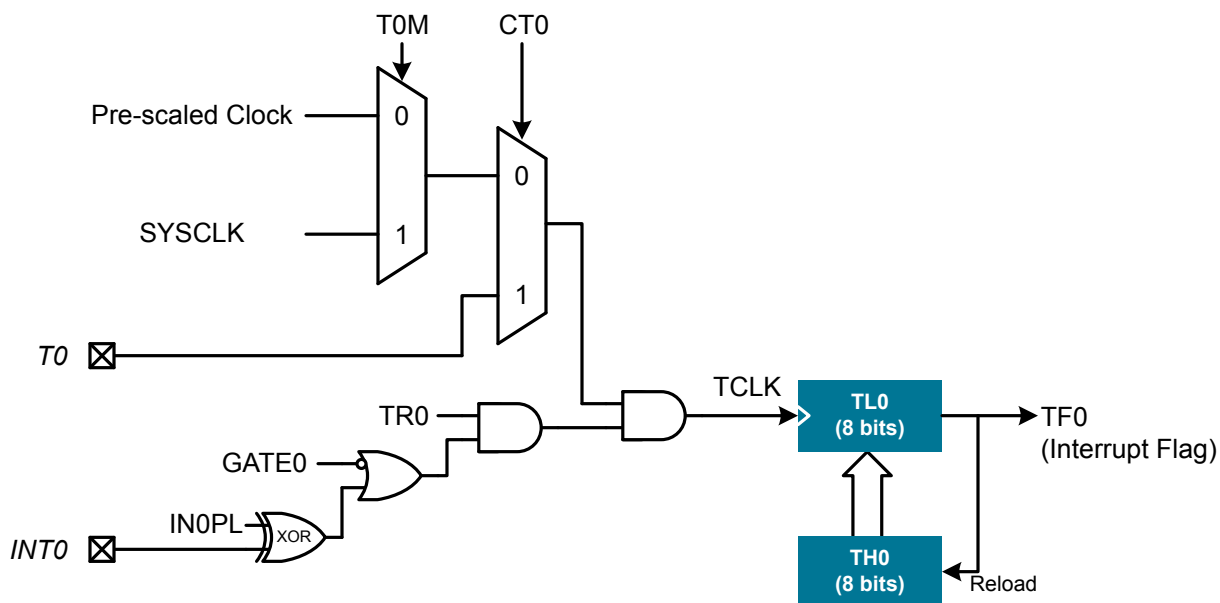 T0M
CT0
Pre-scaled Clock
0
0
SYSCLK
1
1
T0
TCLK
TR0
TL0
(8 bits)
TF0
(Interrupt Flag)
GATE0
IN0PL
XOR
INT0
TH0
(8 bits)
Reload